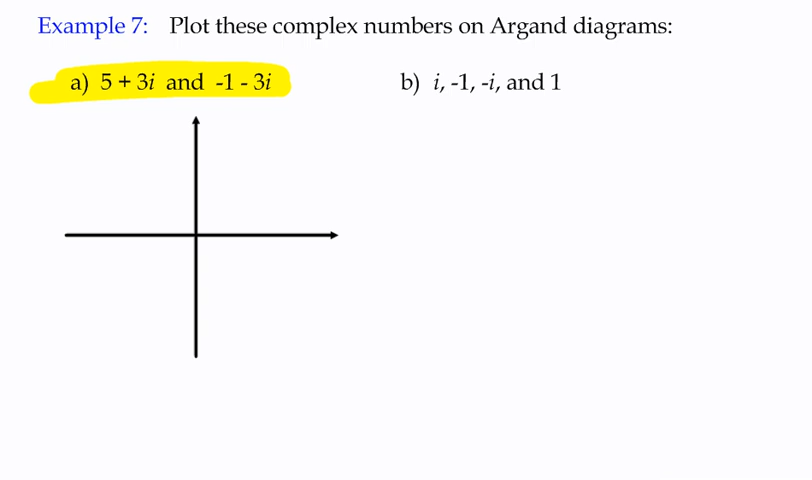 Example 7: Plot these complex numbers on Argand diagrams:
a) 5 + 3i and -1 - 3i
b) i, -1, -i, and 1